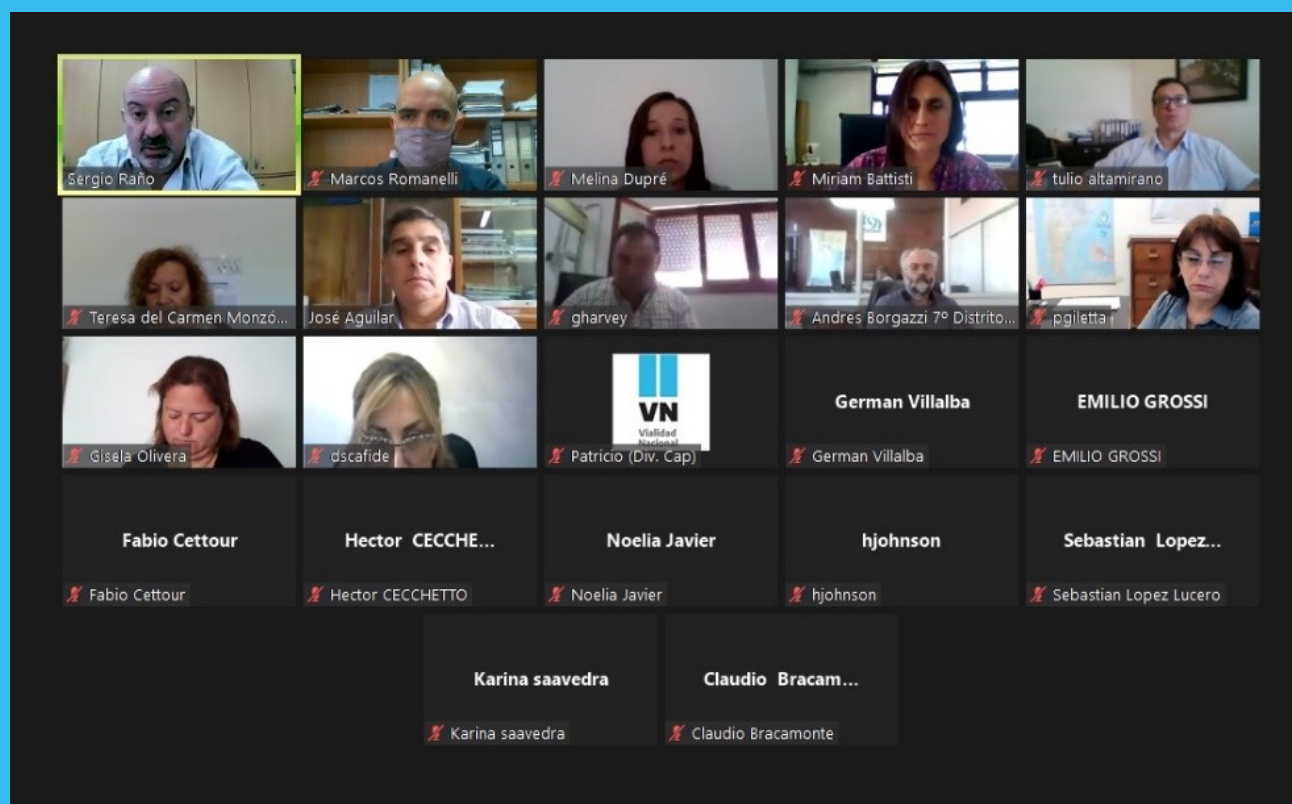 Sergio Raño
Marcos Romanelli
Melina Dupré
Miriam Battisti
tulio altamirano
Teresa del Carmen Monzó...
José Aguilar
gharvey
Andres Borgazzi 7º Distrito...
pgiletta
Gisela Olivera
dscafide
VN
Vialidad
Nacional
Patricio (Div. Cap)
German Villalba
German Villalba
EMILIO GROSSI
EMILIO GROSSI
Fabio Cettour
Fabio Cettour
Hector CECCHE...
Hector CECCHETTO
Noelia Javier
Noelia Javier
hjohnson
hjohnson
Sebastian Lopez...
Sebastian Lopez Lucero
Karina saavedra
Karina saavedra
Claudio Bracam...
Claudio Bracamonte